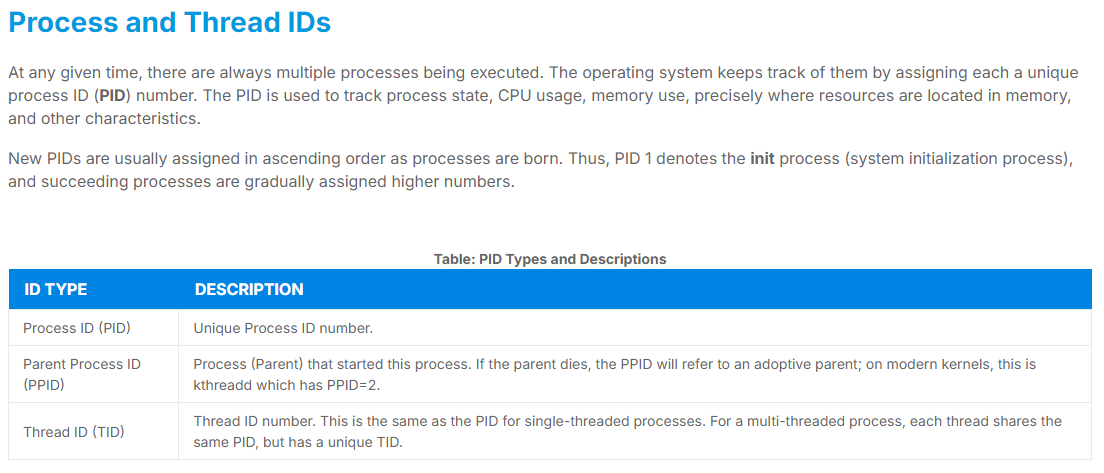 Process and Thread IDs
At any given time, there are always multiple processes being executed. The operating system keeps track of them by assigning each a unique
process ID (PID) number. The PID is used to track process state, CPU usage, memory use, precisely where resources are located in memory,
and other characteristics.
New PIDs are usually assigned in ascending order as processes are born. Thus, PID 1 denotes the init process (system initialization process),
and succeeding processes are gradually assigned higher numbers.
Table: PID Types and Descriptions
ID TYPE DESCRIPTION
Process ID (PID) Unique Process ID number.
Parent Process ID
(PPID)
Process (Parent) that started this process. If the parent dies, the PPID will refer to an adoptive parent; on modern kernels, this is
kthreadd which has PPID=2.
Thread ID (TID)
Thread ID number. This is the same as the PID for single-threaded processes. For a multi-threaded process, each thread shares the
same PID, but has a unique TID.